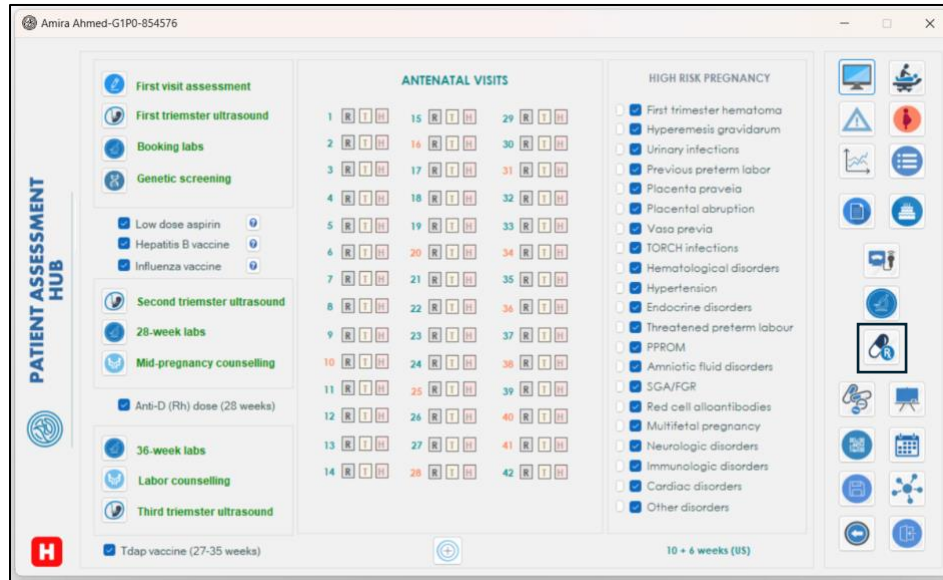 Amira Ahmed-G1P0-854576
PATIENT ASSESSMENT
HUB
First visit assessment
First triemster ultrasound
Booking labs
Genetic screening
Low dose aspirin
Hepatitis B vaccine
Influenza vaccine
Second triemster ultrasound
28-week labs
Mid-pregnancy counselling
Anti-D (Rh) dose (28 weeks)
36-week labs
Labor counselling
Third triemster ultrasound
H
Tdap vaccine (27-35 weeks)
ANTENATAL VISITS
1 R T H 15 R T H 29 R T H
2 R T H 16 R T H 30 R T H
3 R T H 17 R T H 31 R T H
4 R T H 18 R T H 32 R T H
5 R T H 19 R T H 33 R T H
6 R T H 20 R T H 34 R T H
7 R T H 21 R T H 35 R T H
8 R T H 22 R T H 36 R T H
9 R T H 23 R T H 37 R T H
10 R T H 24 R T H 38 R T H
11 R T H 25 R T H 39 R T H
12 R T H 26 R T H 40 R T H
13 R T H 27 R T H 41 R T H
14 R T H 28 R T H 42 R T H
HIGH RISK PREGNANCY
First trimester hematoma
Hyperemesis gravidarum
Urinary infections
Previous preterm labor
Placenta praveia
Placental abruption
Vasa previa
TORCH infections
Hematological disorders
Hypertension
Endocrine disorders
Threatened preterm labour
PPROM
Amniotic fluid disorders
SGA/FGR
Red cell alloantibodies
Multifetal pregnancy
Neurologic disorders
Immunologic disorders
Cardiac disorders
Other disorders
10 + 6 weeks (US)
R